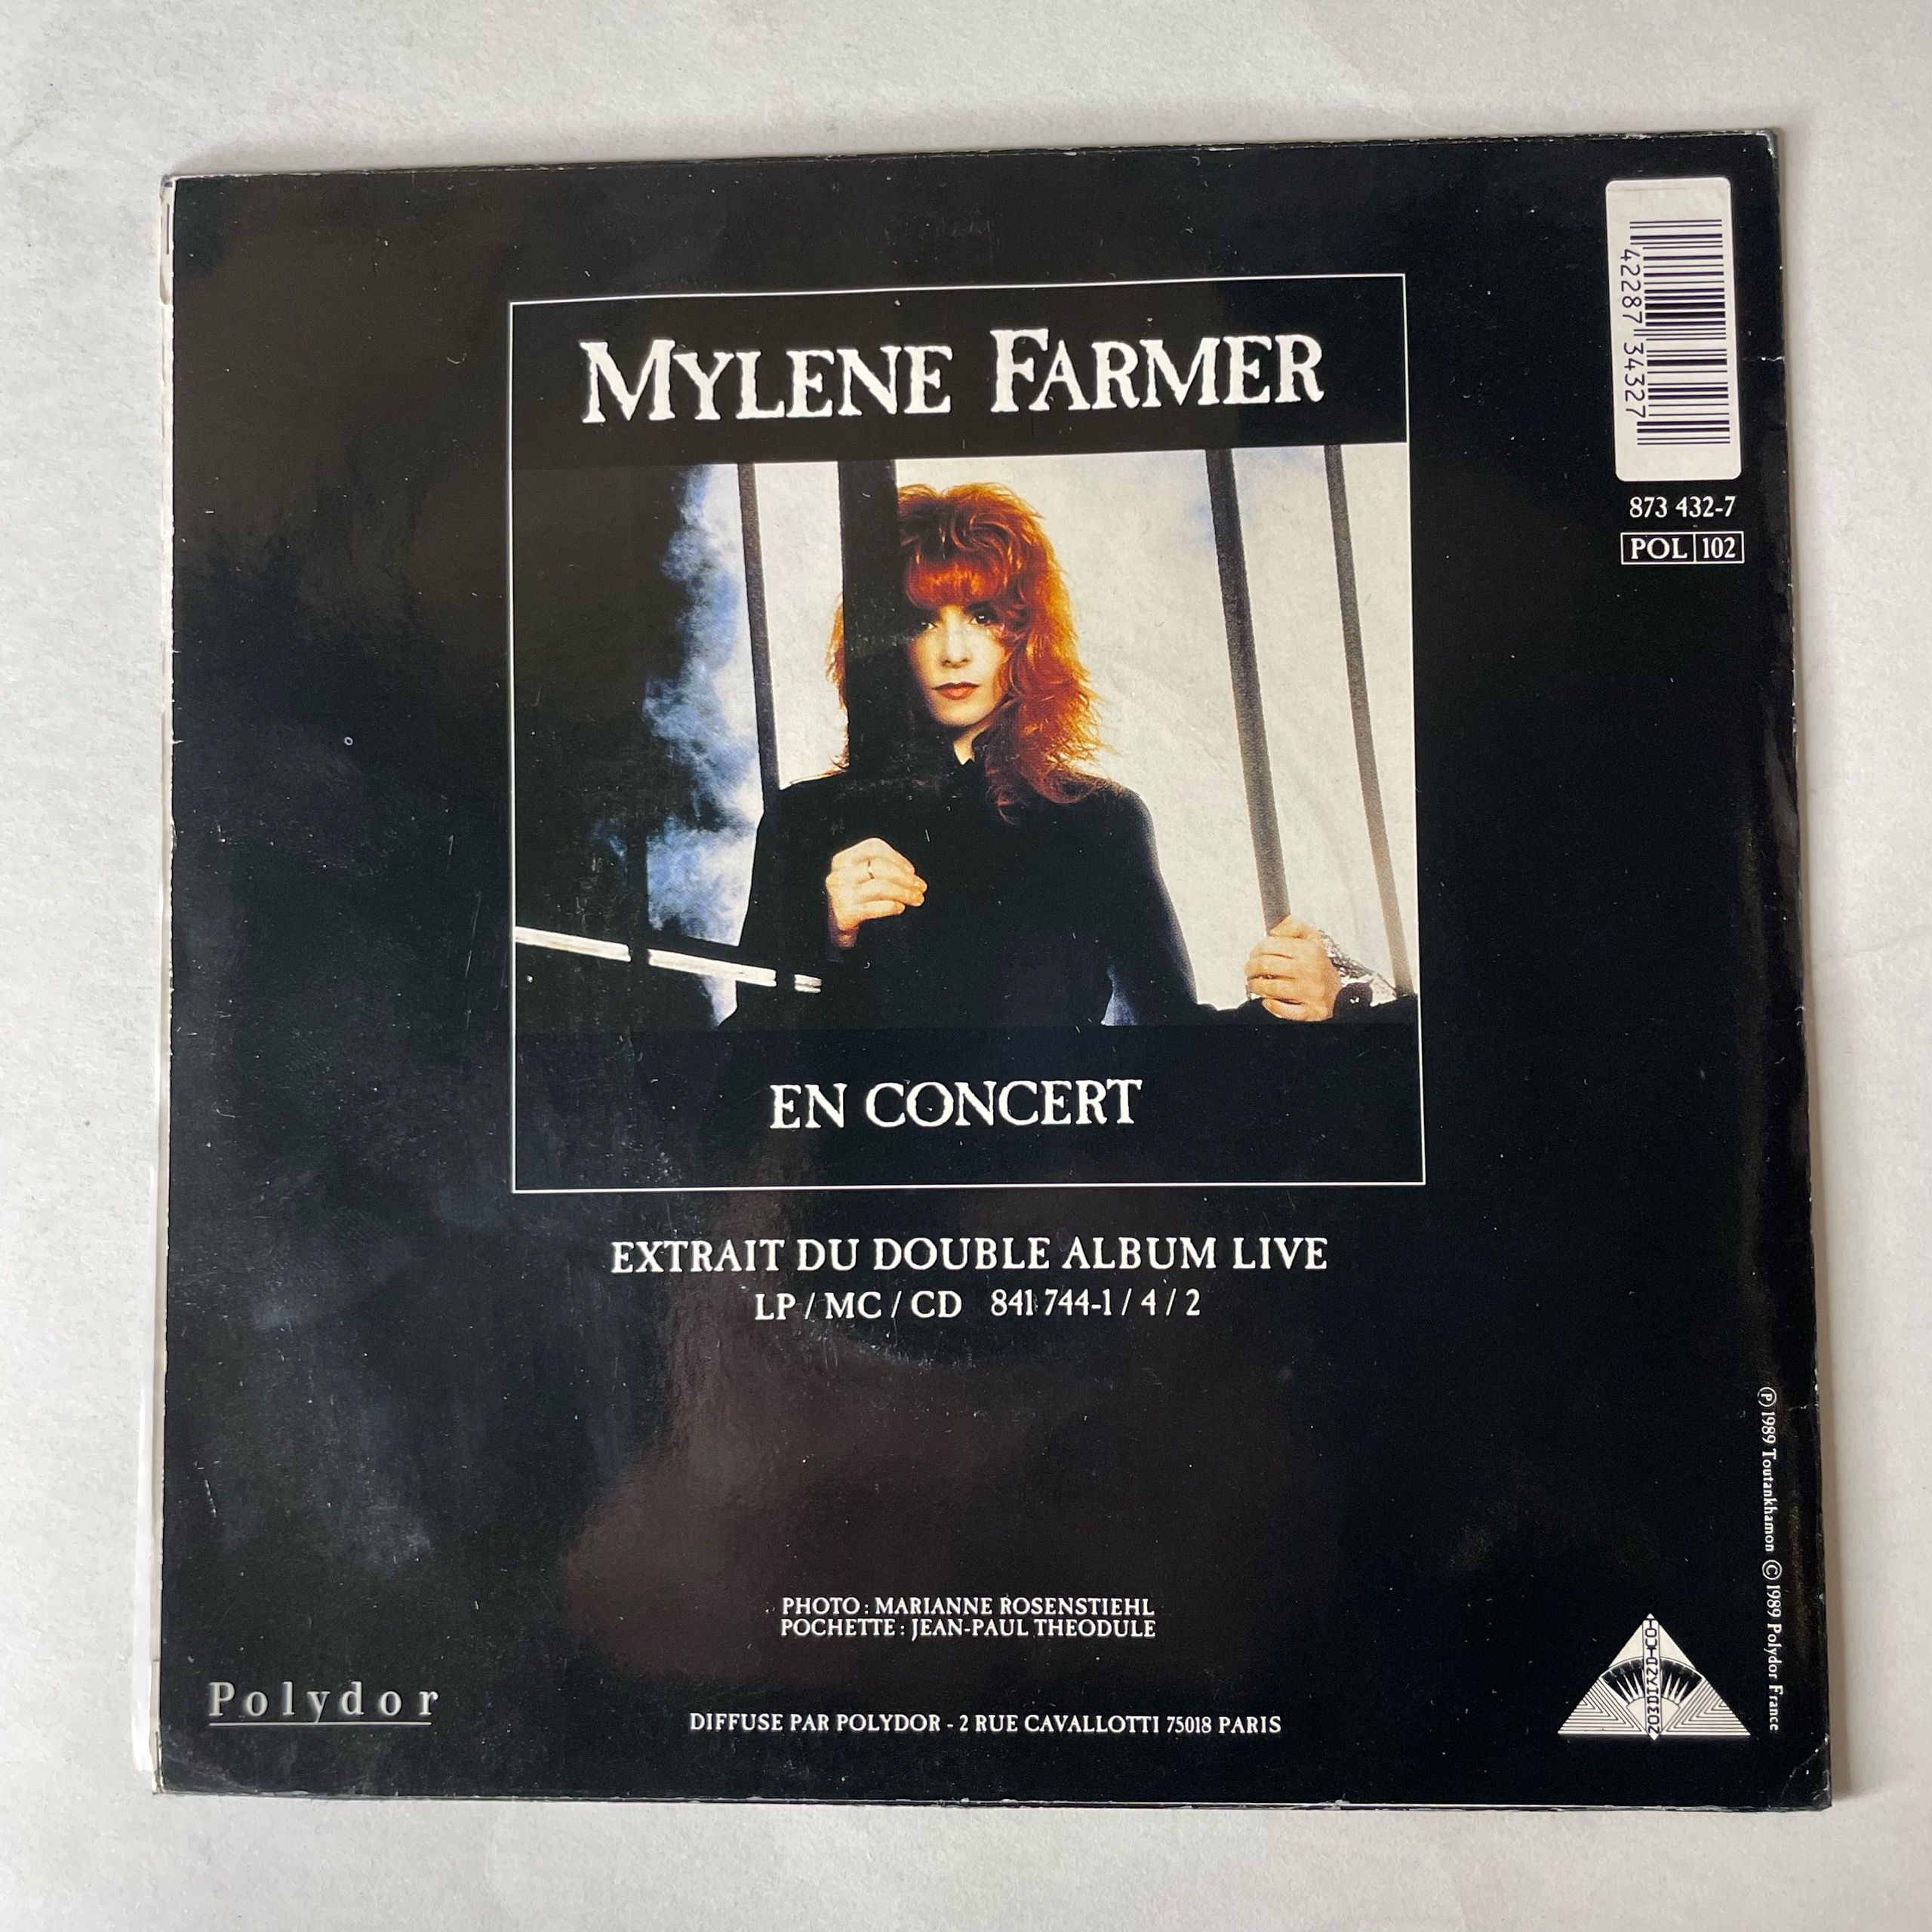 MYLENE FARMER
42287 34327
873 432-7
POL 102
EN CONCERT
EXTRAIT DU DOUBLE ALBUM LIVE
LP / MC / CD 841 744-1 / 4 / 2
PHOTO : MARIANNE ROSENSTIEHL
POCHETTE : JEAN-PAUL THEODULE
Polydor
DIFFUSE PAR POLYDOR - 2 RUE CAVALLOTTI 75018 PARIS
TOUTANKHAMON
Ⓟ 1989 Toutankhamon © 1989 Polydor France